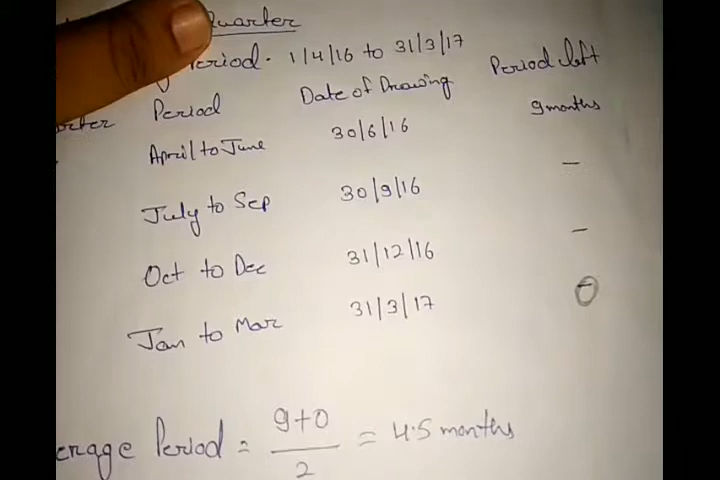 Quarter
Period. 1/4/16 to 31/3/17
Period Date of Drawing Period left
April to June 30/6/16 9 months
July to Sep 30/9/16 —
Oct to Dec 31/12/16 —
Jan to Mar 31/3/17 0
erage Period = 9+0/2 = 4.5 months